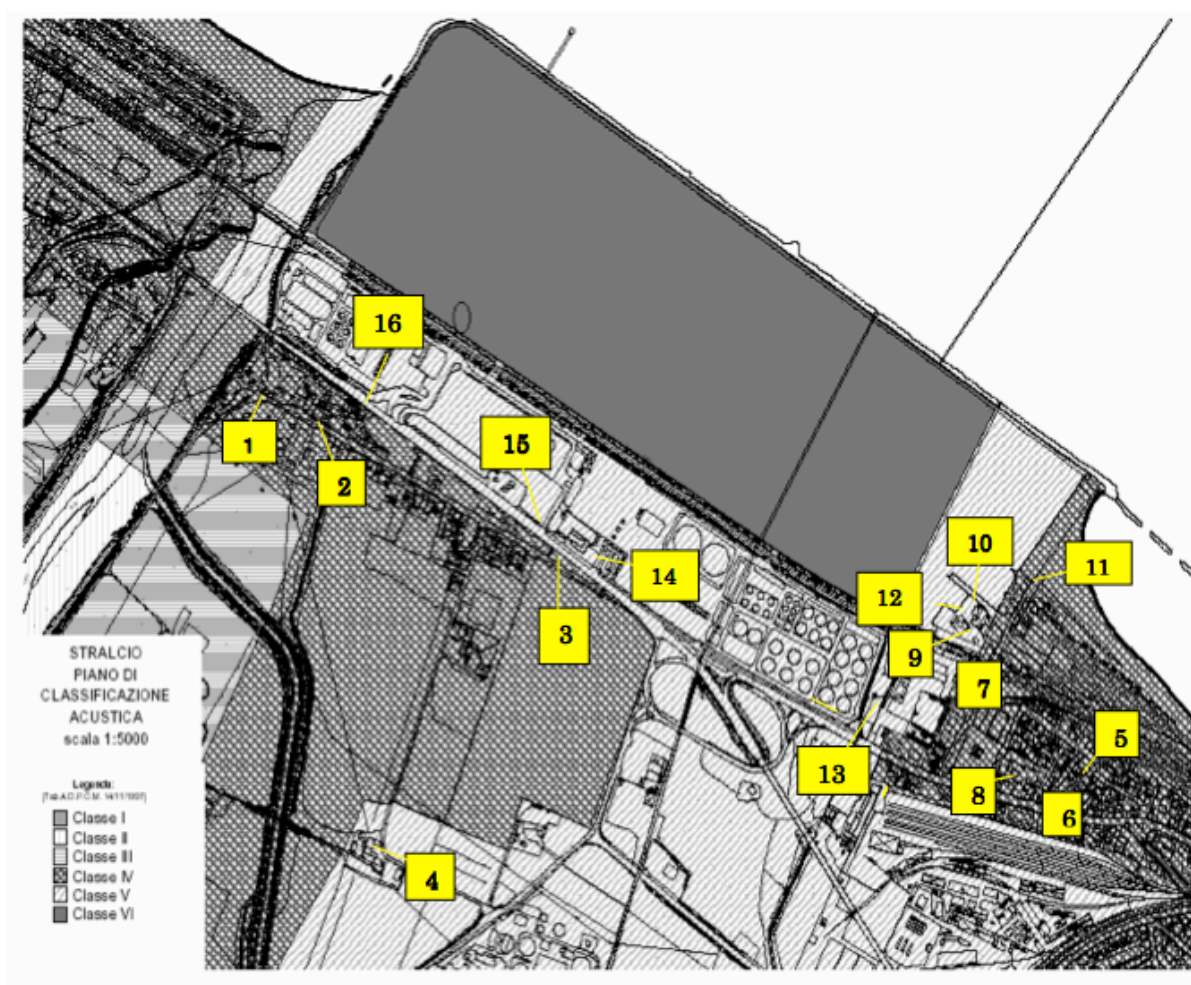 16
1
15
2
14
10
11
12
3
9
7
5
13
8
6
4
STRALCIO
PIANO DI
CLASSIFICAZIONE
ACUSTICA
scala 1:5000
Legenda:
Classe I
Classe II
Classe III
Classe IV
Classe V
Classe VI